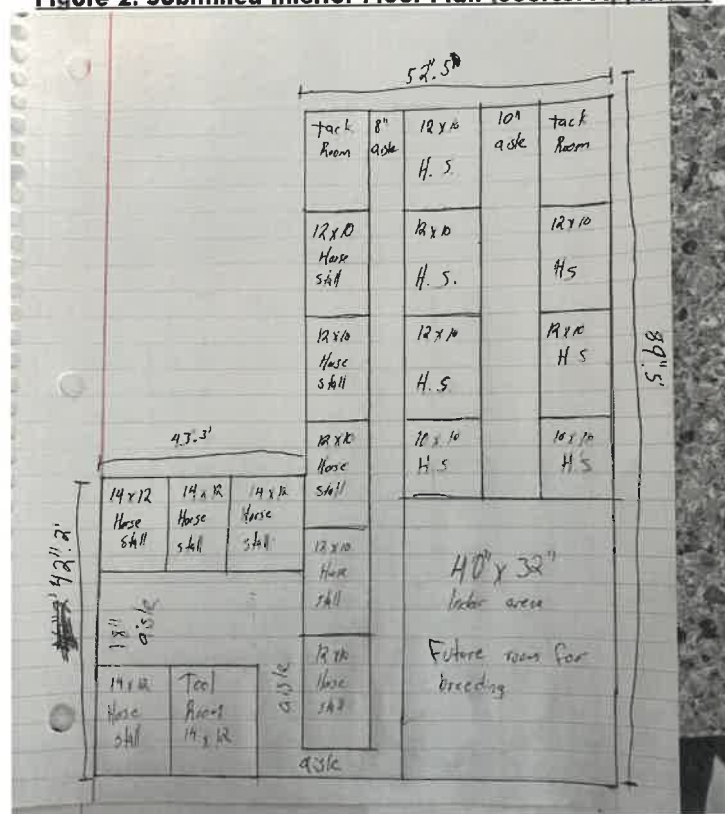 Figure 2: Submitted Interior Floor Plan
52.5"
tack
Room
8"
aisle
12 x 10
H. S.
10"
aisle
tack
Room
12 x 10
Horse
stall
12 x 10
H. S.
12 x 10
HS
12 x 10
Horse
stall
12 x 10
H. S.
12 x 10
H S
89".5'
43.3'
12 x 10
Horse
stall
10 x 10
H S
10 x 10
H S
14 x 12
Horse
stall
14 x 12
Horse
stall
14 x 12
Horse
stall
42".2'
12 x 10
Horse
stall
40" x 32"
Indor arena
Future room for
breeding
18"
aisle
14 x 12
Horse
stall
Tool
Room
14 x 12
aisle
12 x 10
Horse
stall
aisle